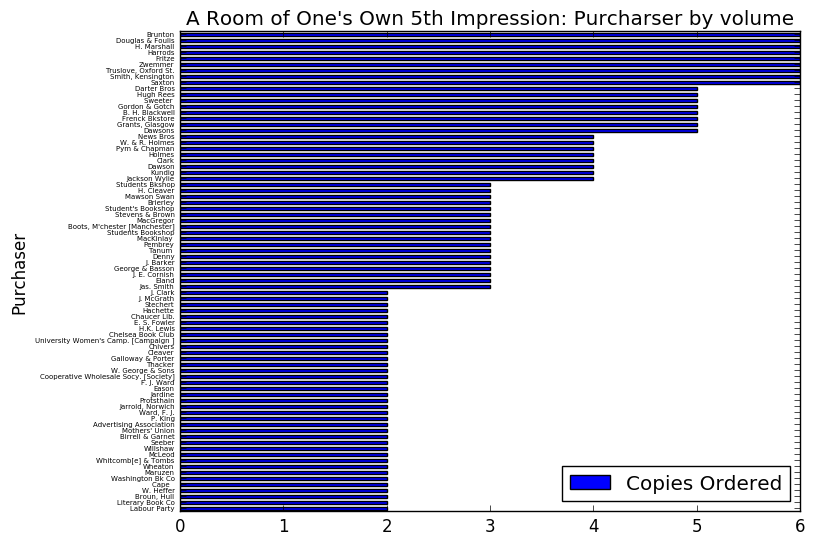 A Room of One's Own 5th Impression: Purcharser by volume
Brunton
Douglas & Foulis
H. Marshall
Harrods
Fritze
Zwemmer
Truslove, Oxford St.
Smith, Kensington
Saxton
Darter Bros
Hugh Rees
Sweeter
Gordon & Gotch
B. H. Blackwell
Frenck Bkstore
Grants, Glasgow
Dawsons
News Bros
W. & R. Holmes
Pym & Chapman
Holmes
Clark
Dawson
Kundig
Jackson Wylie
Students Bkshop
H. Cleaver
Mawson Swan
Brierley
Student's Bookshop
Stevens & Brown
MacGregor
Boots, M'chester [Manchester]
Students Bookshop
MacKinlay
Pembrey
Tanum
Denny
J. Barker
George & Basson
J. E. Cornish
Eland
Jas. Smith
J. Clark
J. McGrath
Stechert
Hachette
Chaucer Lib.
E. S. Fowler
H.K. Lewis
Chelsea Book Club
University Women's Camp. [Campaign ]
Chivers
Cleaver
Galloway & Porter
Thacker
W. George & Sons
Cooperative Wholesale Socy. [Society]
F. J. Ward
Eason
Jardine
Protsthain
Jarrold, Norwich
Ward, F. J.
P. King
Advertising Association
Mothers' Union
Birrell & Garnet
Seeber
Willshaw
McLeod
Whitcomb[e] & Tombs
Wheaton
Maruzen
Washington Bk Co
Cape
W. Heffer
Broun, Hull
Literary Book Co
Labour Party
Purchaser
Copies Ordered
0 1 2 3 4 5 6